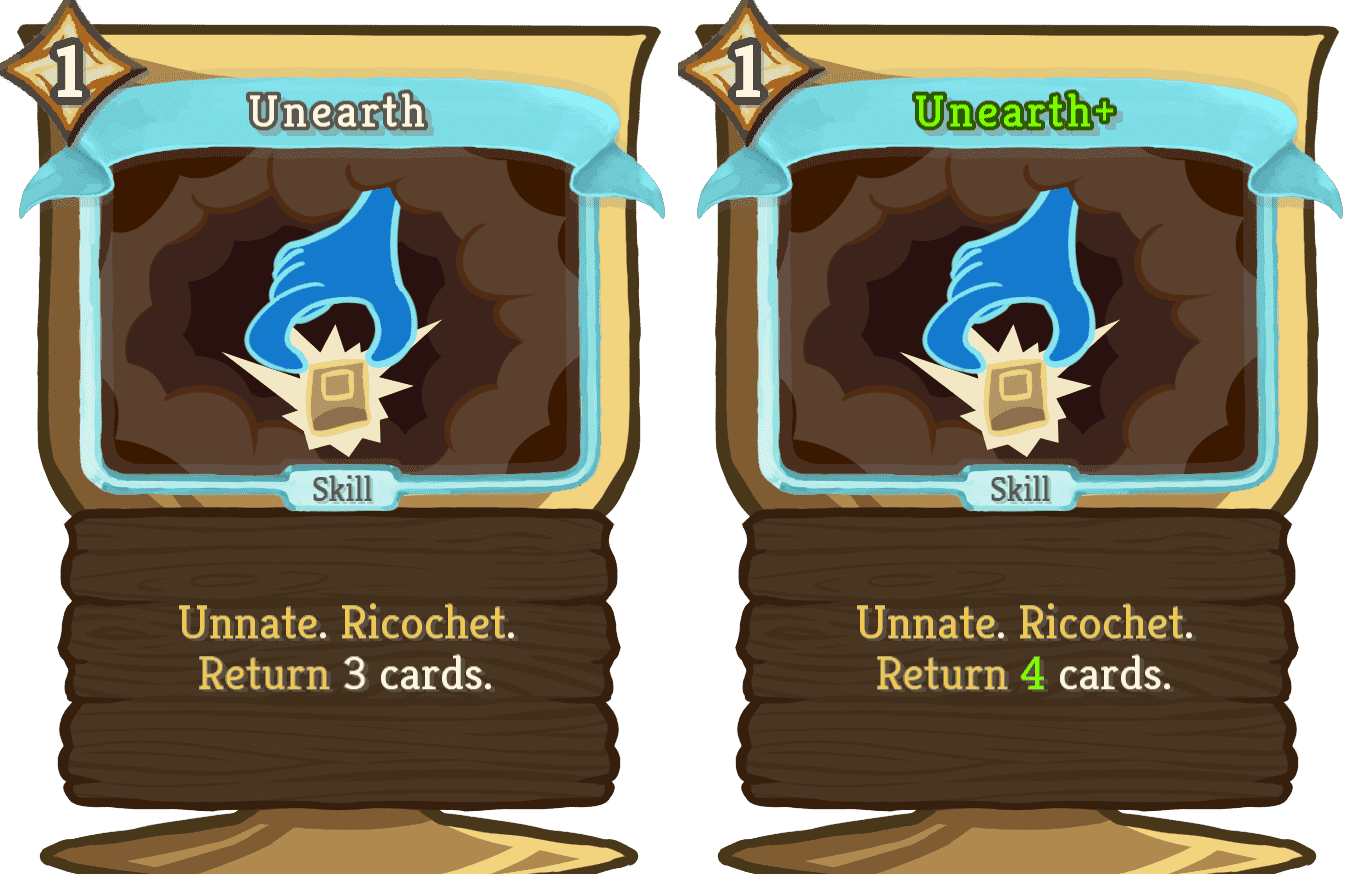 1
Unearth
Skill
Unnate. Ricochet.
Return 3 cards.
1
Unearth+
Skill
Unnate. Ricochet.
Return 4 cards.